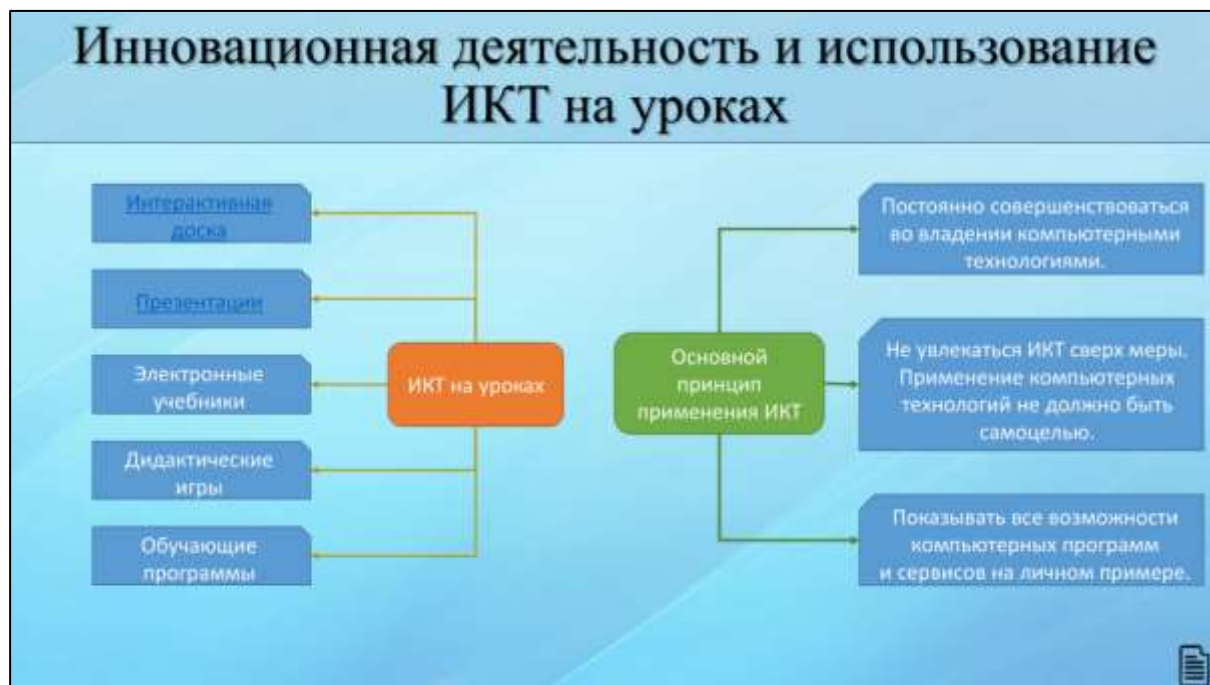 Инновационная деятельность и использование
ИКТ на уроках
Интерактивная
доска
Презентации
Электронные
учебники
Дидактические
игры
Обучающие
программы
ИКТ на уроках
Основной
принцип
применения ИКТ
Постоянно совершенствоваться
во владении компьютерными
технологиями.
Не увлекаться ИКТ сверх меры.
Применение компьютерных
технологий не должно быть
самоцелью.
Показывать все возможности
компьютерных программ
и сервисов на личном примере.